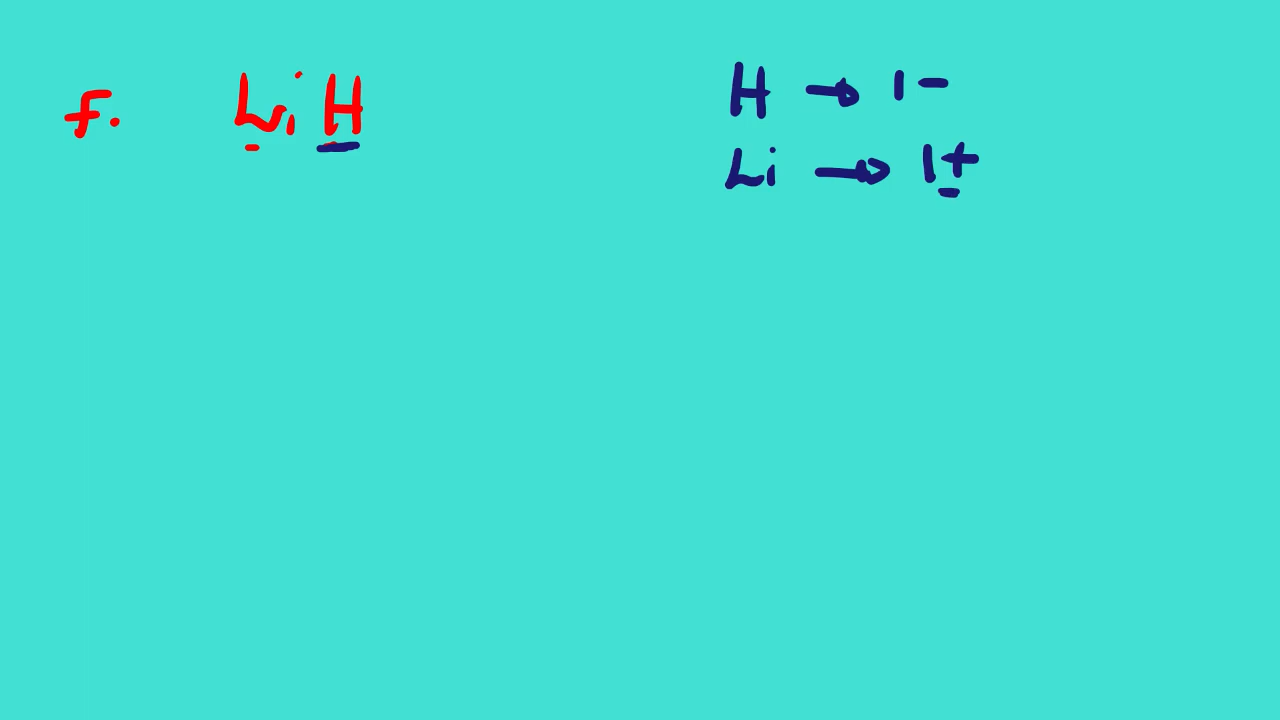 f. LiH
H → 1-
Li → 1+